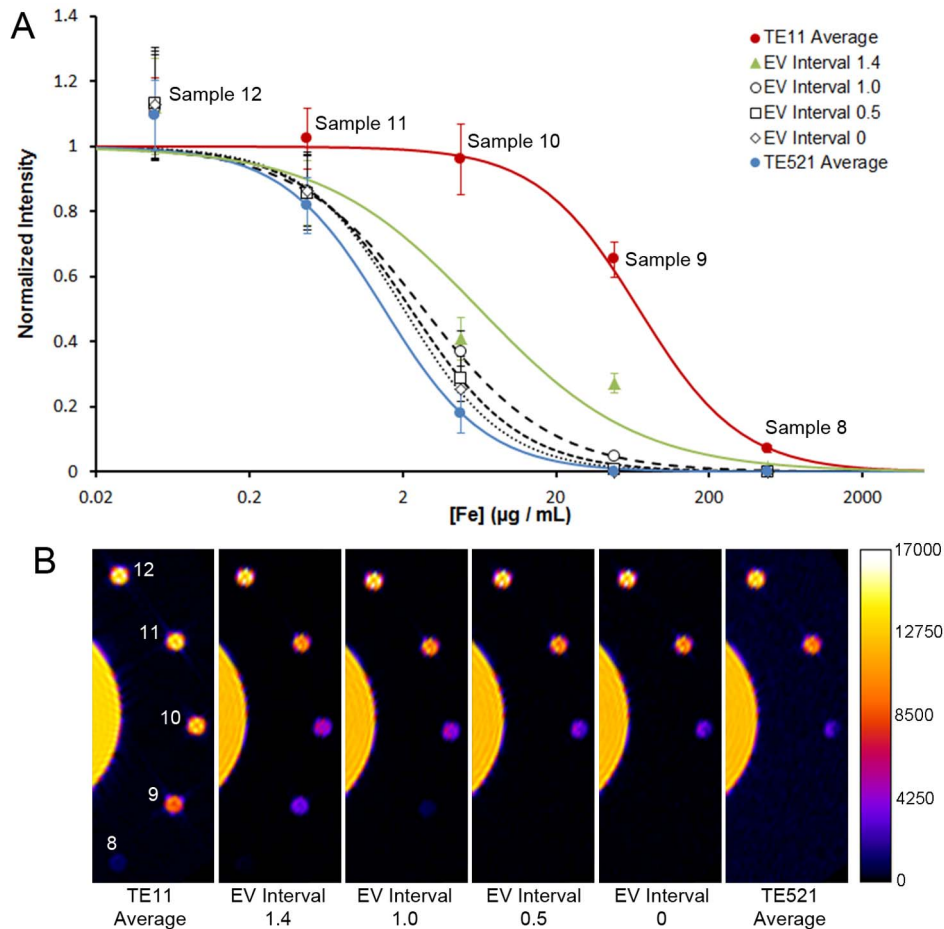 A
1.4
1.2
1
0.8
0.6
0.4
0.2
0
Normalized Intensity
0.02
0.2
2
20
200
2000
[Fe] (µg / mL)
Sample 12
Sample 11
Sample 10
Sample 9
Sample 8
TE11 Average
EV Interval 1.4
EV Interval 1.0
EV Interval 0.5
EV Interval 0
TE521 Average
B
12
11
10
9
8
17000
12750
8500
4250
0
TE11
Average
EV Interval
1.4
EV Interval
1.0
EV Interval
0.5
EV Interval
0
TE521
Average